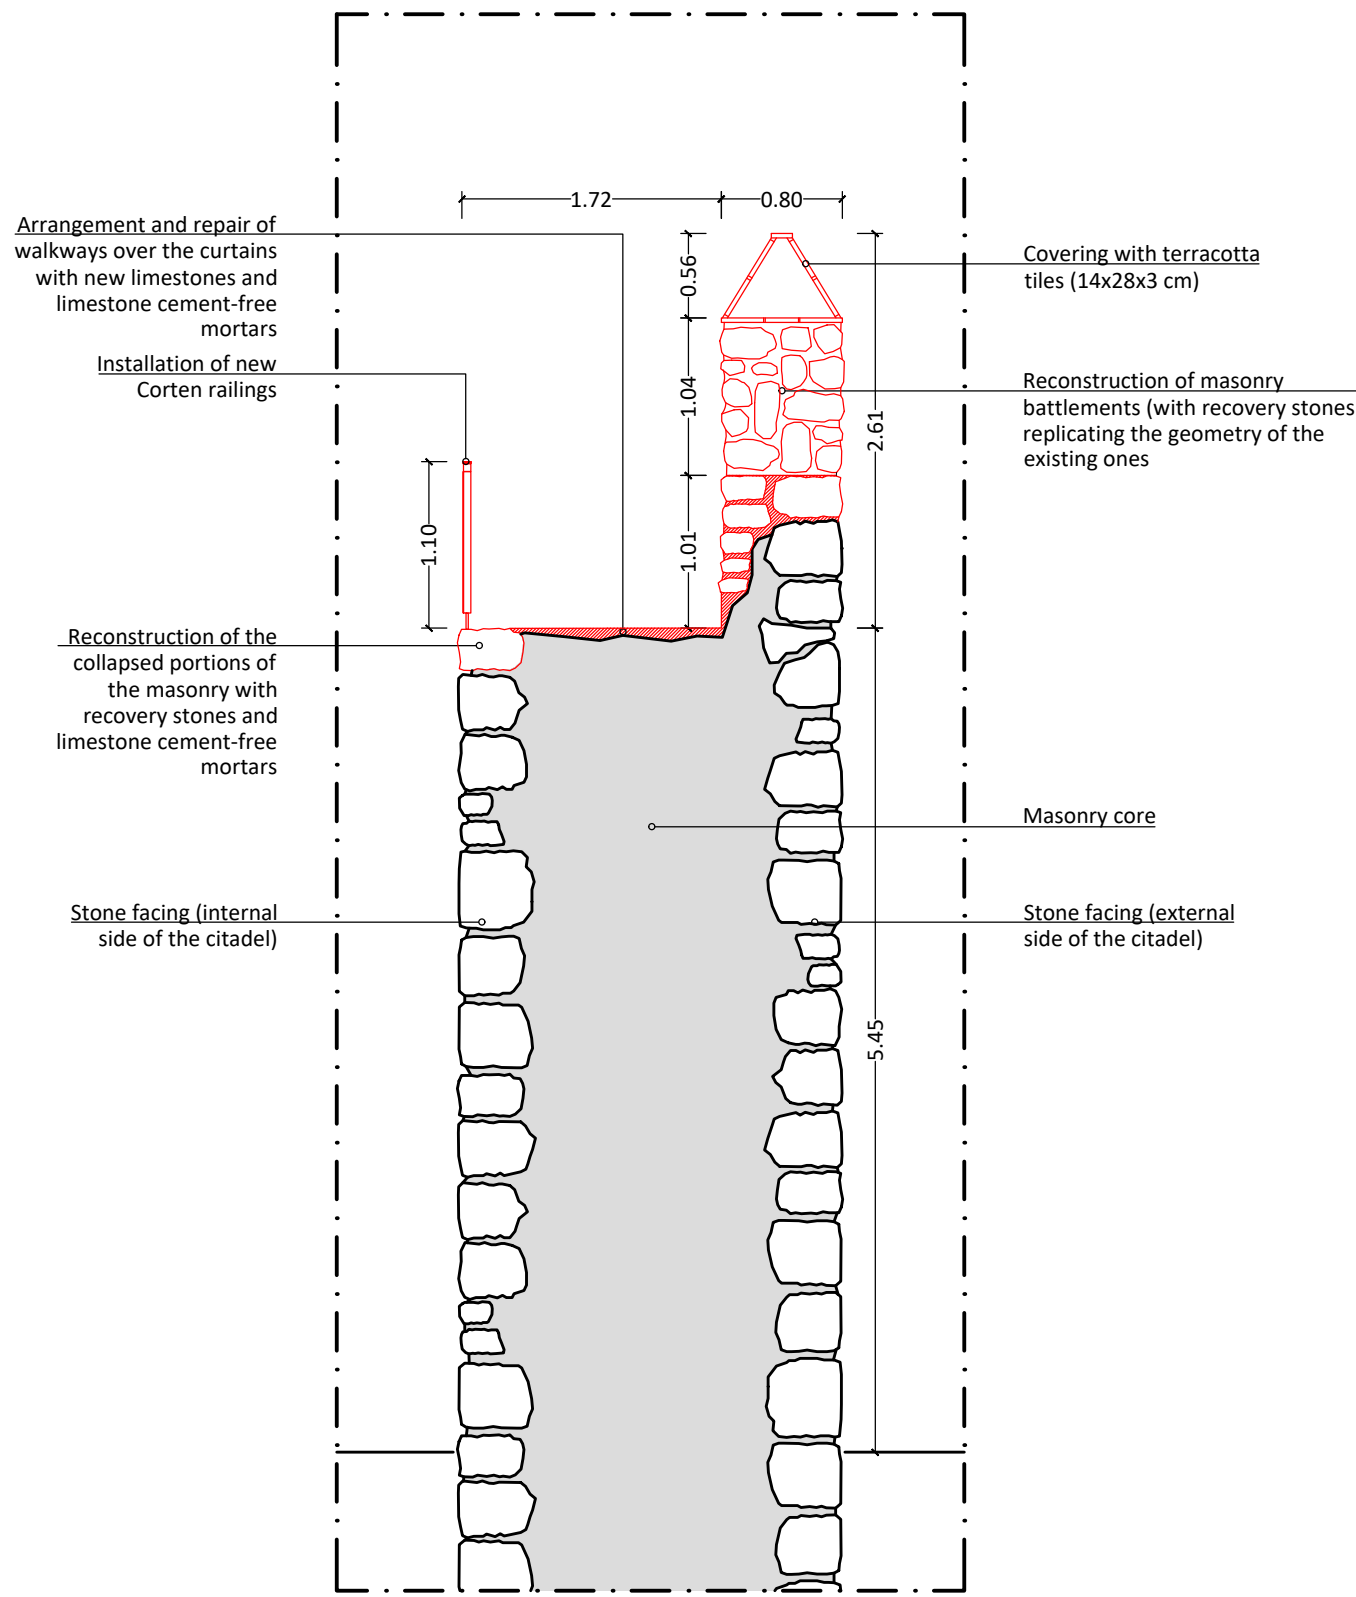 1.72
0.80
Arrangement and repair of
walkways over the curtains
with new limestones and
limestone cement-free
mortars
Installation of new
Corten railings
Reconstruction of the
collapsed portions of
the masonry with
recovery stones and
limestone cement-free
mortars
Stone facing (internal
side of the citadel)
1.10
0.56
1.04
1.01
2.61
5.45
Covering with terracotta
tiles (14x28x3 cm)
Reconstruction of masonry
battlements (with recovery stones
replicating the geometry of the
existing ones
Masonry core
Stone facing (external
side of the citadel)